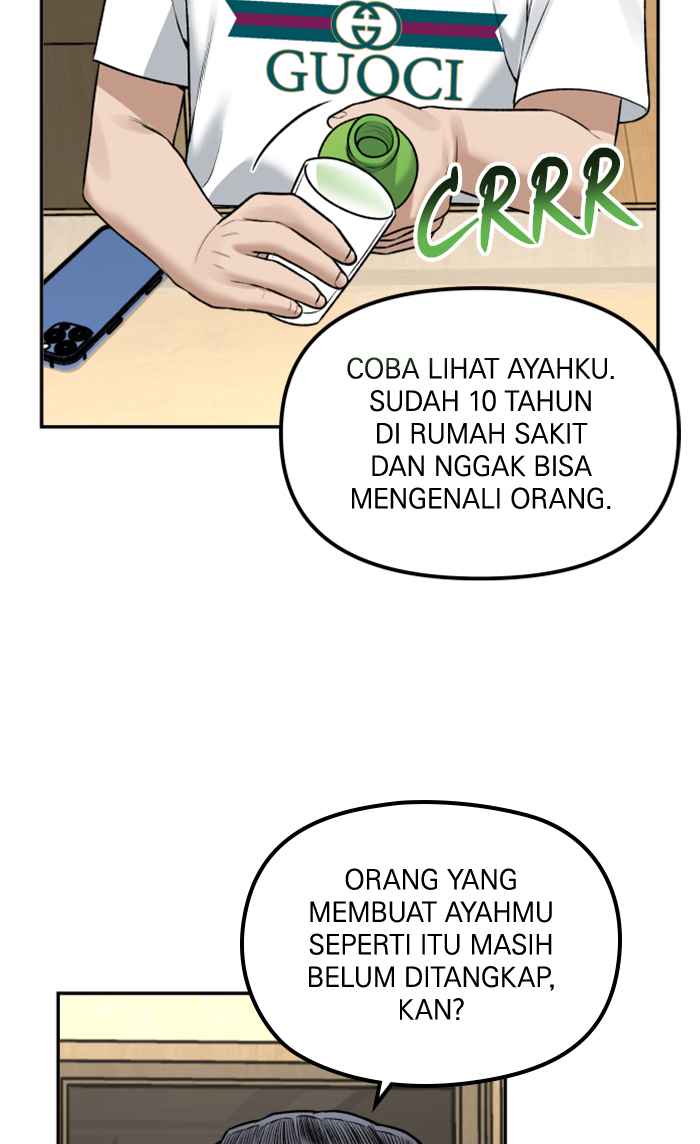 GUOCI
CRRR
COBA LIHAT AYAHKU.
SUDAH 10 TAHUN
DI RUMAH SAKIT
DAN NGGAK BISA
MENGENALI ORANG.
ORANG YANG
MEMBUAT AYAHMU
SEPERTI ITU MASIH
BELUM DITANGKAP,
KAN?